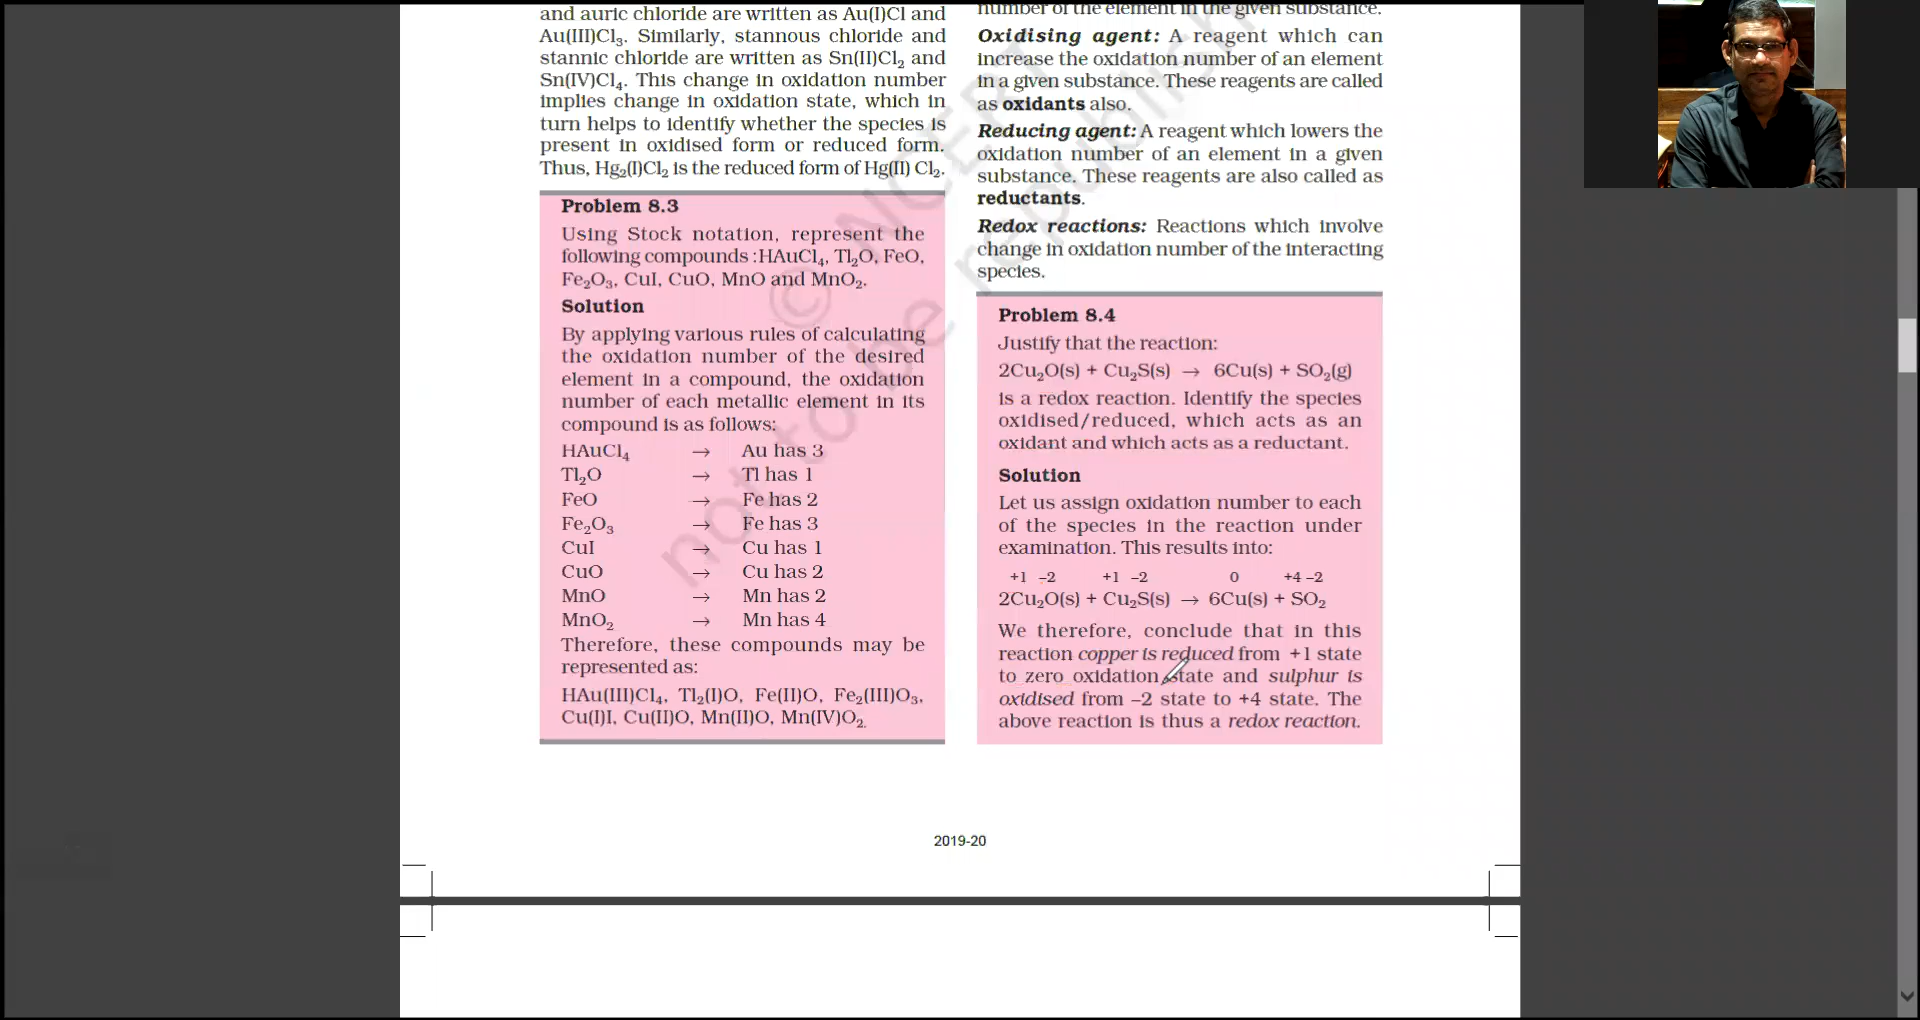 and auric chloride are written as Au(I)Cl and
Au(III)Cl₃. Similarly, stannous chloride and
stannic chloride are written as Sn(II)Cl₂ and
Sn(IV)Cl₄. This change in oxidation number
implies change in oxidation state, which in
turn helps to identify whether the species is
present in oxidised form or reduced form.
Thus, Hg₂(I)Cl₂ is the reduced form of Hg(II) Cl₂.
Problem 8.3
Using Stock notation, represent the
following compounds :HAuCl₄, Tl₂O, FeO,
Fe₂O₃, CuI, CuO, MnO and MnO₂.
Solution
By applying various rules of calculating
the oxidation number of the desired
element in a compound, the oxidation
number of each metallic element in its
compound is as follows:
HAuCl₄ → Au has 3
Tl₂O → Tl has 1
FeO → Fe has 2
Fe₂O₃ → Fe has 3
CuI → Cu has 1
CuO → Cu has 2
MnO → Mn has 2
MnO₂ → Mn has 4
Therefore, these compounds may be
represented as:
HAu(III)Cl₄, Tl₂(I)O, Fe(II)O, Fe₂(III)O₃,
Cu(I)I, Cu(II)O, Mn(II)O, Mn(IV)O₂.
number of the element in the given substance.
Oxidising agent: A reagent which can
increase the oxidation number of an element
in a given substance. These reagents are called
as oxidants also.
Reducing agent: A reagent which lowers the
oxidation number of an element in a given
substance. These reagents are also called as
reductants.
Redox reactions: Reactions which involve
change in oxidation number of the interacting
species.
Problem 8.4
Justify that the reaction:
2Cu₂O(s) + Cu₂S(s) → 6Cu(s) + SO₂(g)
is a redox reaction. Identify the species
oxidised/reduced, which acts as an
oxidant and which acts as a reductant.
Solution
Let us assign oxidation number to each
of the species in the reaction under
examination. This results into:
+1 –2 +1 –2 0 +4 –2
2Cu₂O(s) + Cu₂S(s) → 6Cu(s) + SO₂
We therefore, conclude that in this
reaction copper is reduced from +1 state
to zero oxidation state and sulphur is
oxidised from –2 state to +4 state. The
above reaction is thus a redox reaction.
© NCERT
not to be republish
2019-20